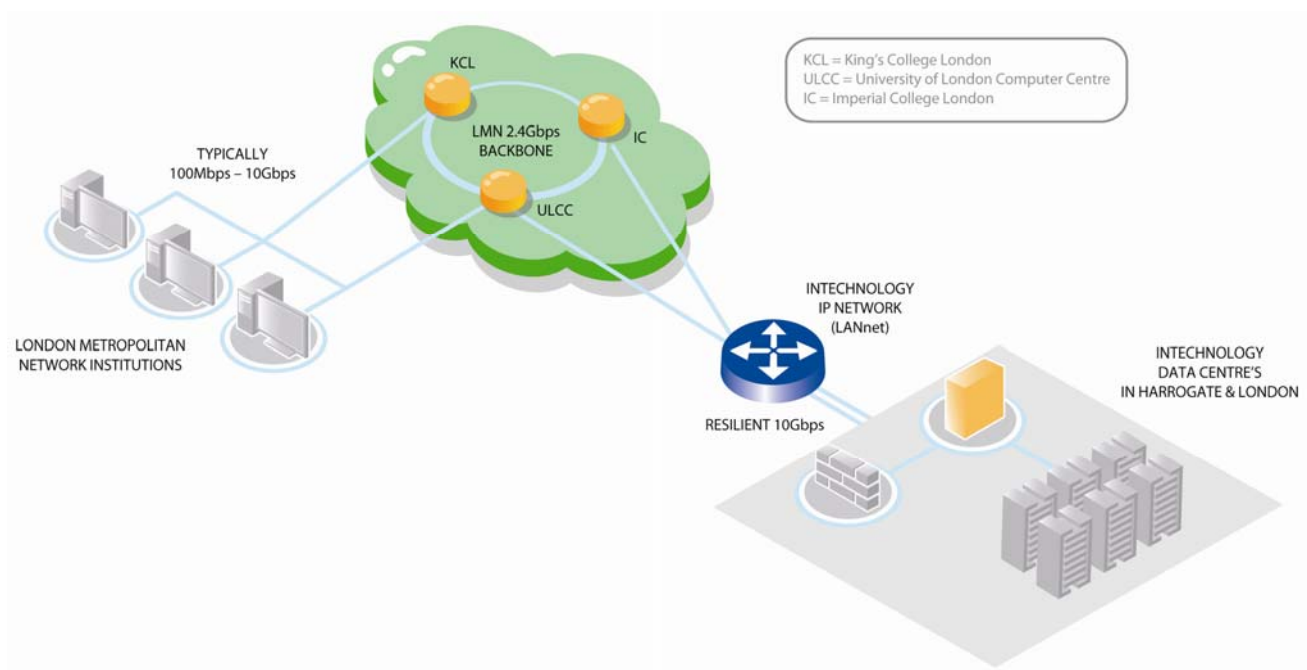 KCL = King's College London
ULCC = University of London Computer Centre
IC = Imperial College London
KCL
IC
LMN 2.4Gbps
BACKBONE
ULCC
TYPICALLY
100Mbps – 10Gbps
LONDON METROPOLITAN
NETWORK INSTITUTIONS
INTECHNOLOGY
IP NETWORK
(LANnet)
RESILIENT 10Gbps
INTECHNOLOGY
DATA CENTRE'S
IN HARROGATE & LONDON